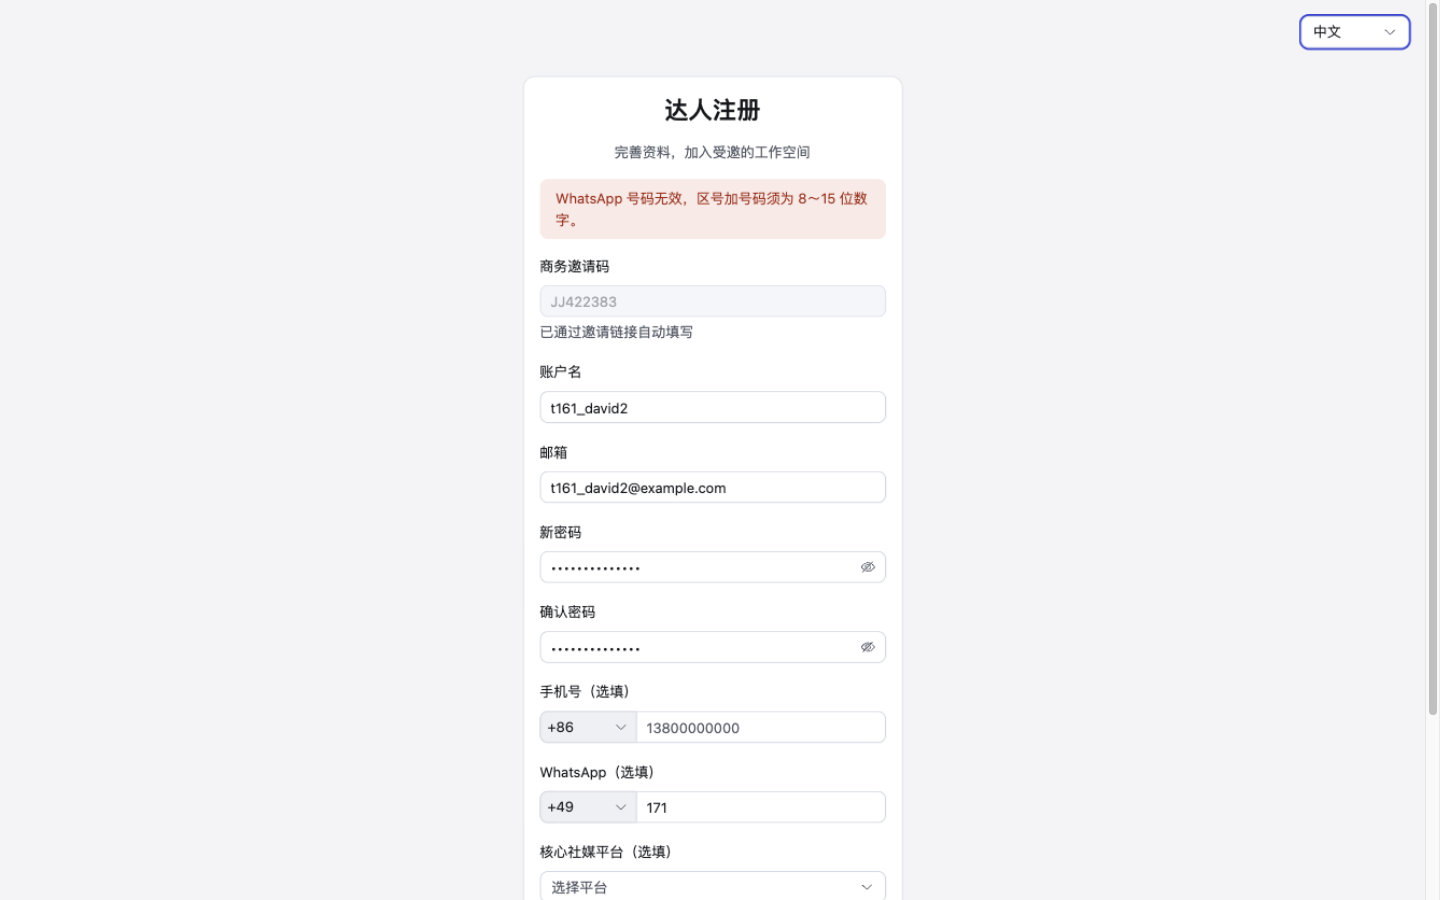 中文
达人注册
完善资料，加入受邀的工作空间
WhatsApp 号码无效，区号加号码须为 8～15 位数
字。
商务邀请码
JJ422383
已通过邀请链接自动填写
账户名
t161_david2
邮箱
t161_david2@example.com
新密码
••••••••••••••
确认密码
••••••••••••••
手机号（选填）
+86 13800000000
WhatsApp（选填）
+49 171
核心社媒平台（选填）
选择平台